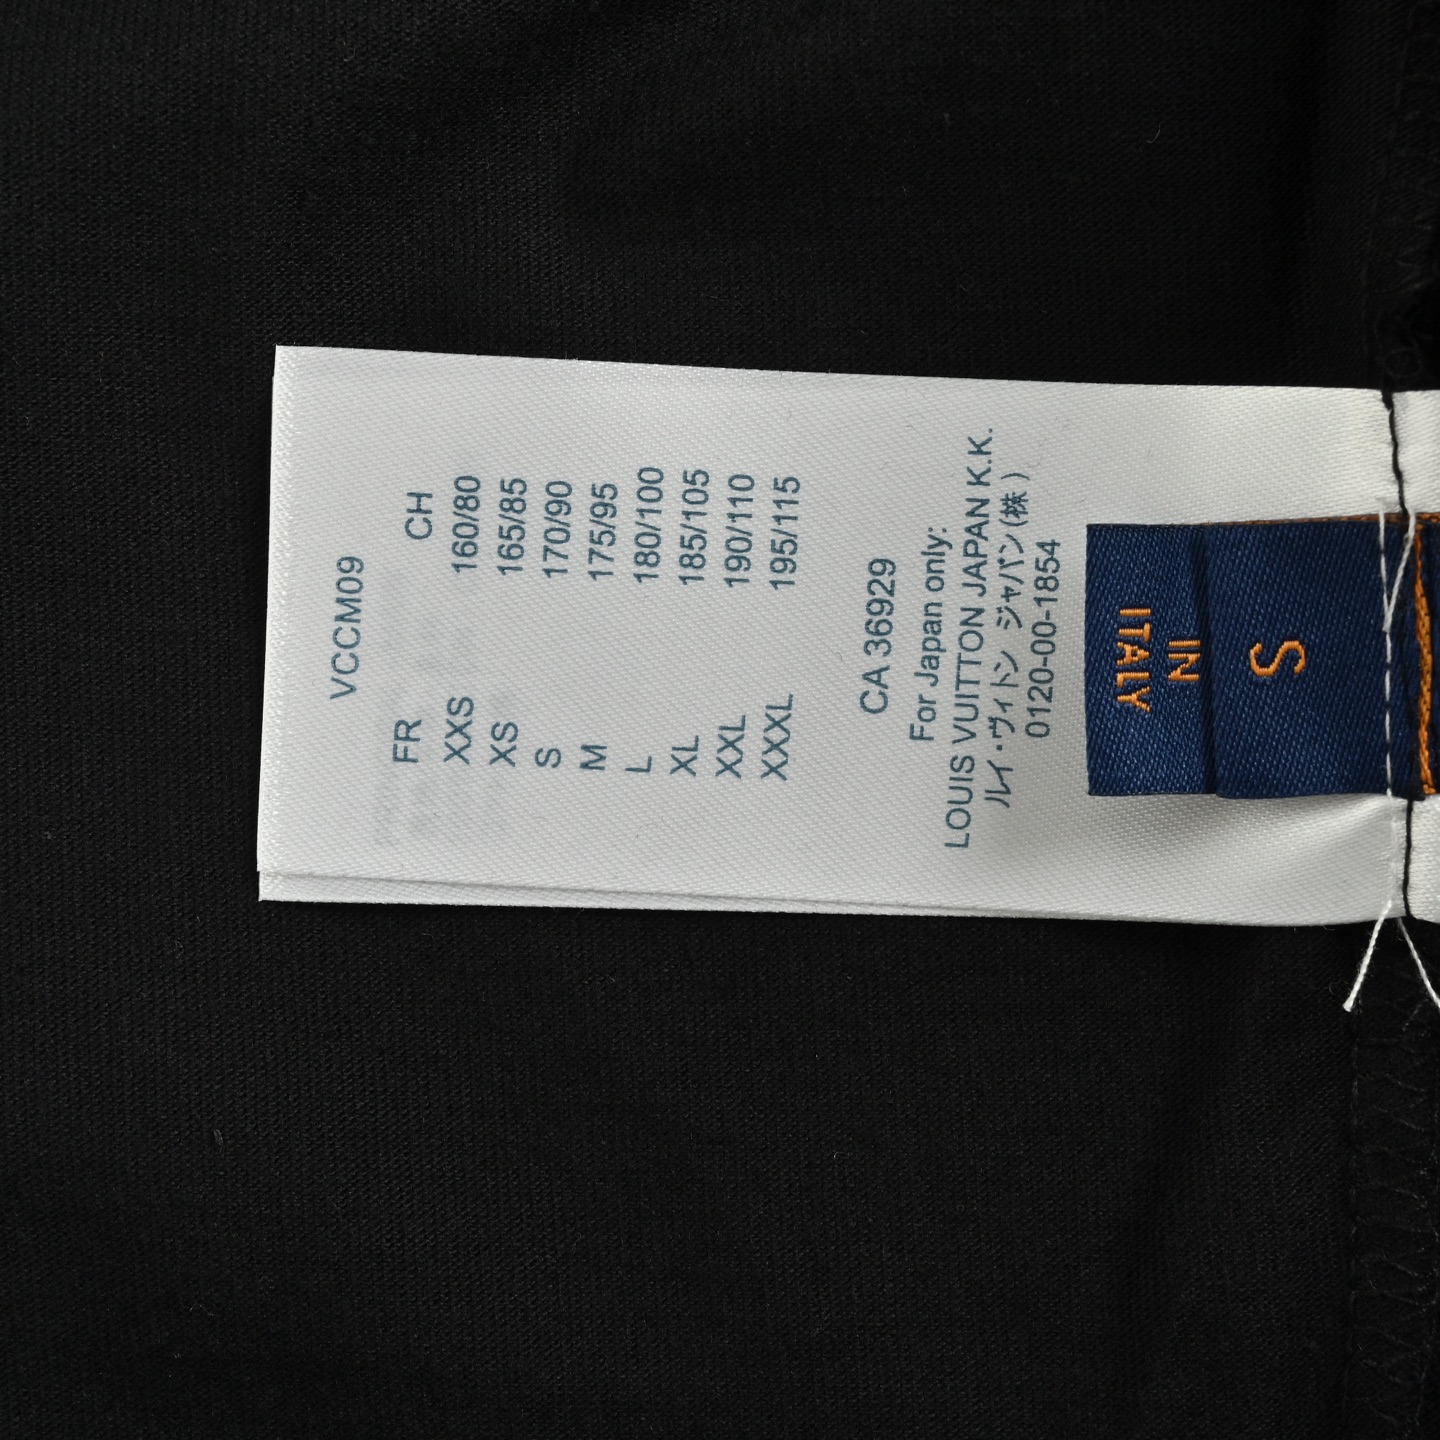 VCCM09
FR CH
XXS 160/80
XS 165/85
S 170/90
M 175/95
L 180/100
XL 185/105
XXL 190/110
XXXL 195/115
CA 36929
For Japan only:
LOUIS VUITTON JAPAN K.K.
ルイ・ヴィトン ジャパン(株)
0120-00-1854
S
IN
ITALY